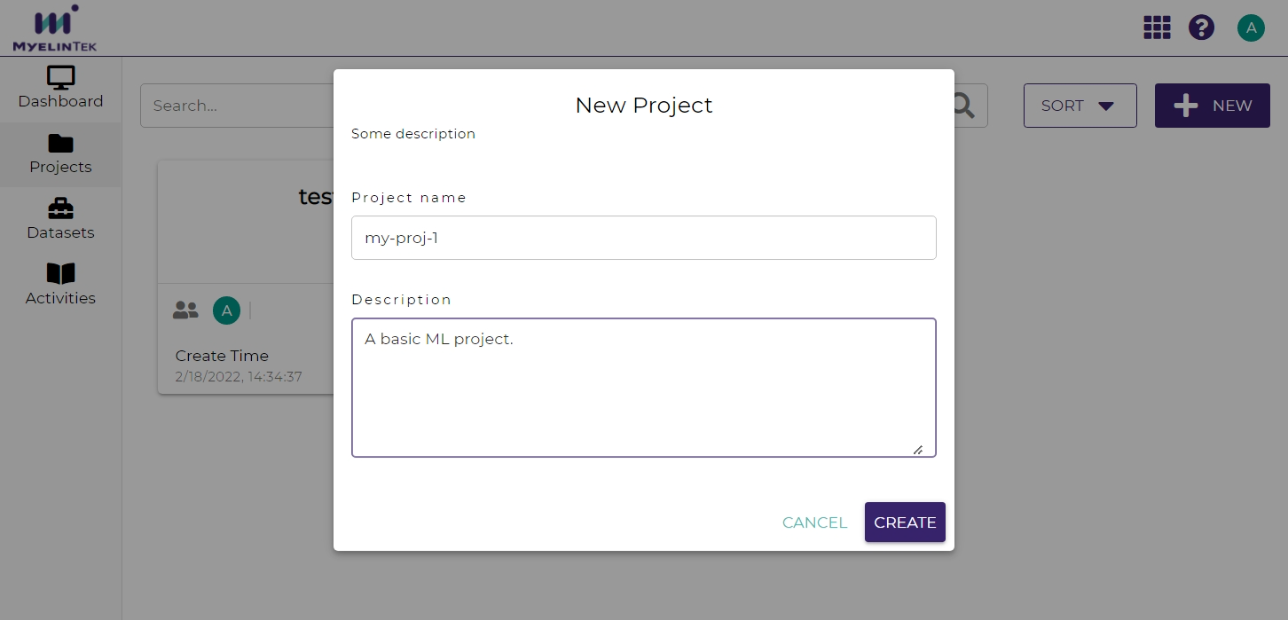 MYELINTEK
A
Dashboard
Projects
Datasets
Activities
Search...
SORT
NEW
A
Create Time
2/18/2022, 14:34:37
New Project
Some description
Project name
my-proj-1
Description
A basic ML project.
CANCEL
CREATE